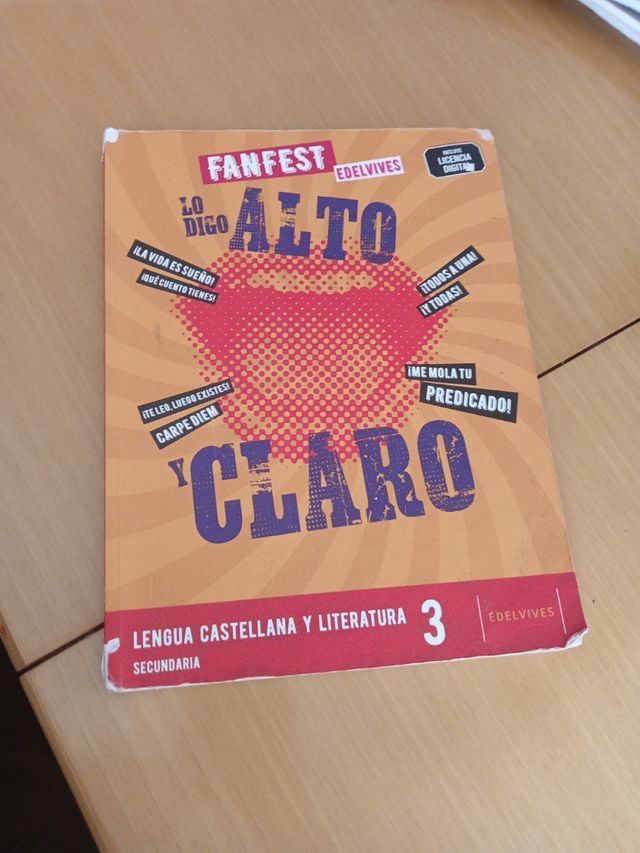 FANFEST
EDELVIVES
INCLUYE
LICENCIA
DIGITAL
LO
DIGO
ALTO
¡LA VIDA ES SUEÑO!
¡QUÉ CUENTO TIENES!
¡TODOS A UNA!
¡Y TODAS!
¡ME MOLA TU
PREDICADO!
¡TE LEO, LUEGO EXISTES!
CARPE DIEM
Y
CLARO
LENGUA CASTELLANA Y LITERATURA 3
SECUNDARIA
EDELVIVES